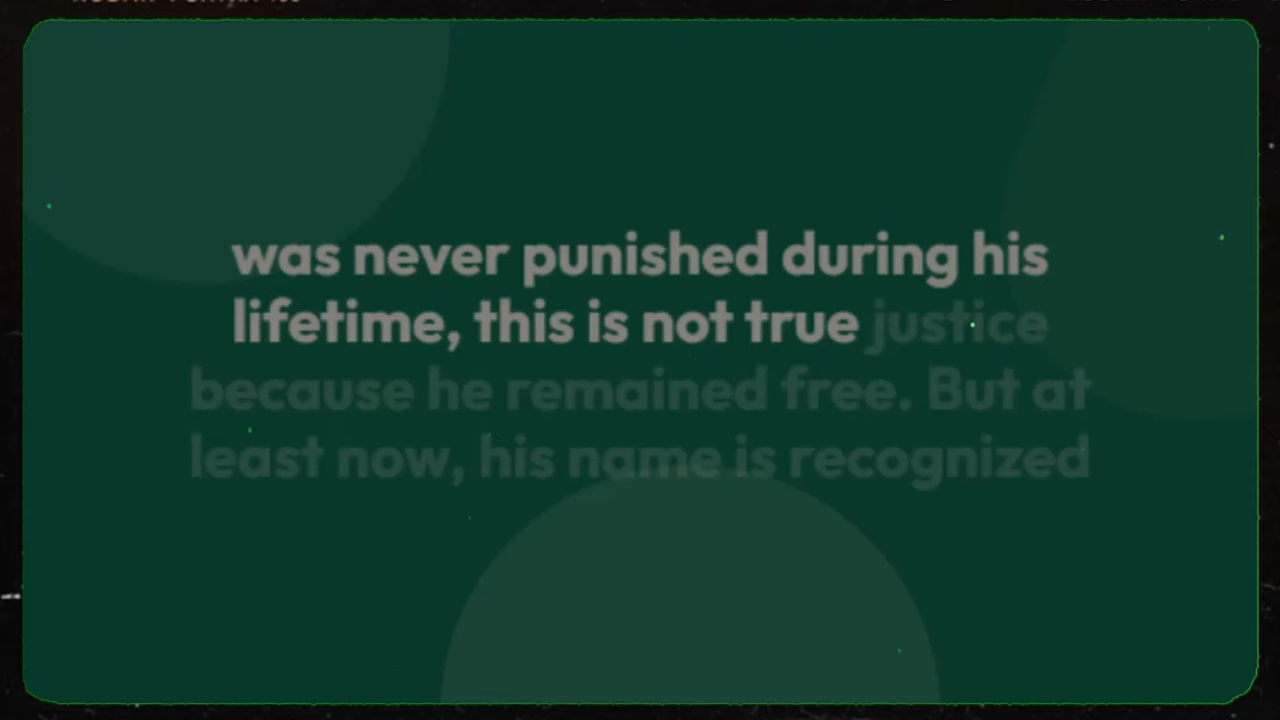 was never punished during his
lifetime, this is not true justice
because he remained free. But at
least now, his name is recognized